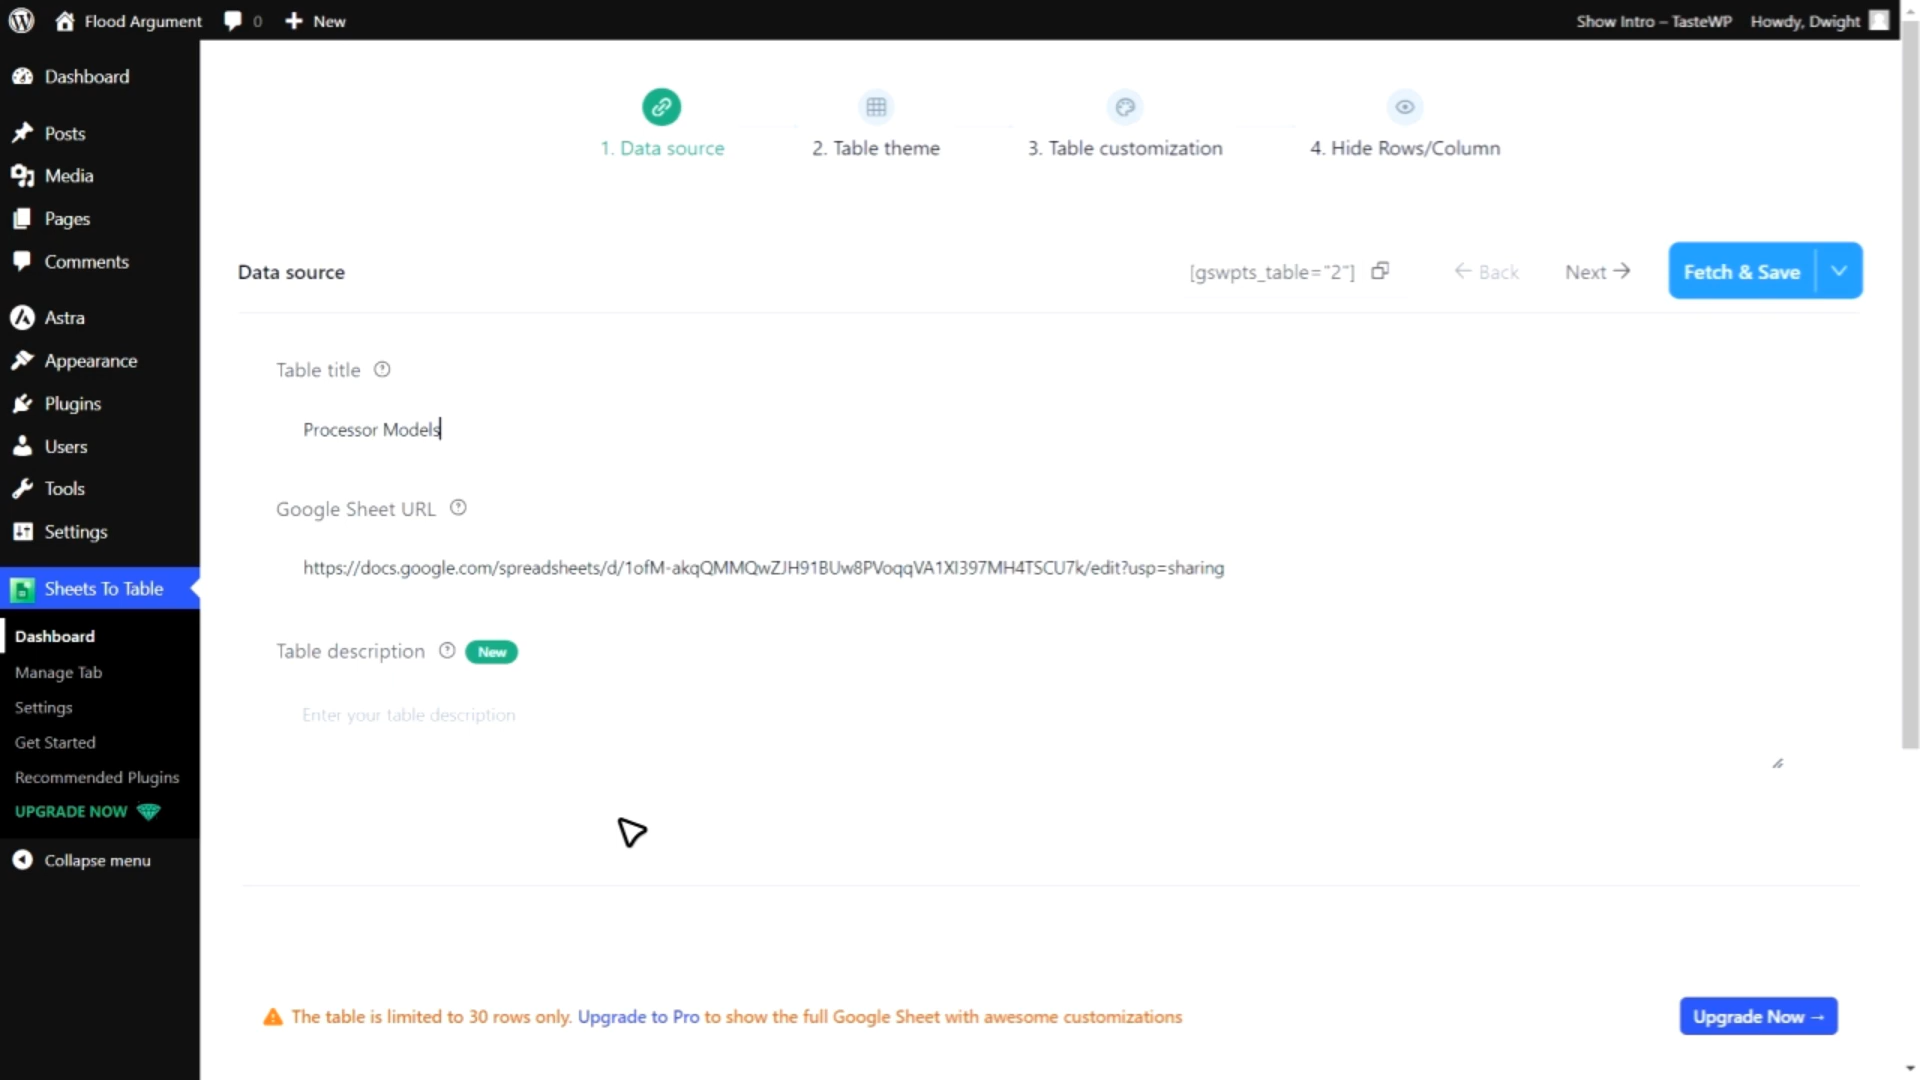 Flood Argument
0
New
Show Intro – TasteWP
Howdy, Dwight
Dashboard
Posts
Media
Pages
Comments
Astra
Appearance
Plugins
Users
Tools
Settings
Sheets To Table
Dashboard
Manage Tab
Settings
Get Started
Recommended Plugins
UPGRADE NOW
Collapse menu
1. Data source
2. Table theme
3. Table customization
4. Hide Rows/Column
Data source
[gswpts_table="2"]
← Back
Next →
Fetch & Save
Table title
Processor Models
Google Sheet URL
https://docs.google.com/spreadsheets/d/1ofM-akqQMMQwZJH91BUw8PVoqqVA1XI397MH4TSCU7k/edit?usp=sharing
Table description
New
Enter your table description
The table is limited to 30 rows only. Upgrade to Pro to show the full Google Sheet with awesome customizations
Upgrade Now →